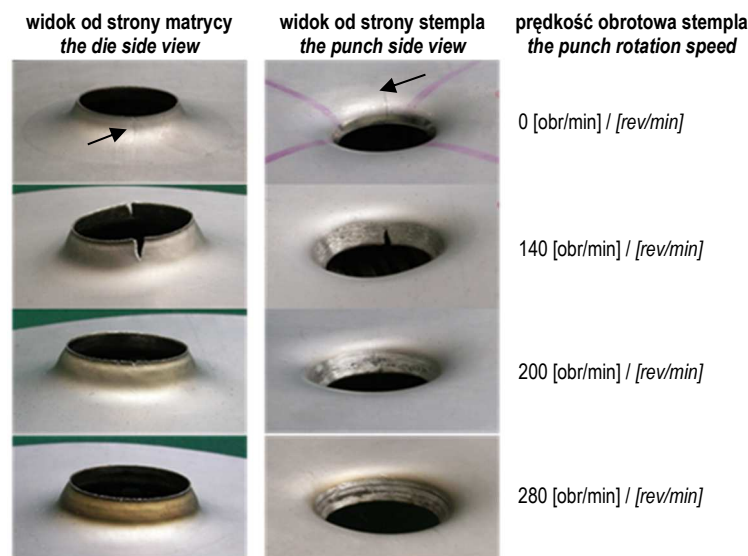 widok od strony matrycy
the die side view
widok od strony stempla
the punch side view
prędkość obrotowa stempla
the punch rotation speed
0 [obr/min] / [rev/min]
140 [obr/min] / [rev/min]
200 [obr/min] / [rev/min]
280 [obr/min] / [rev/min]